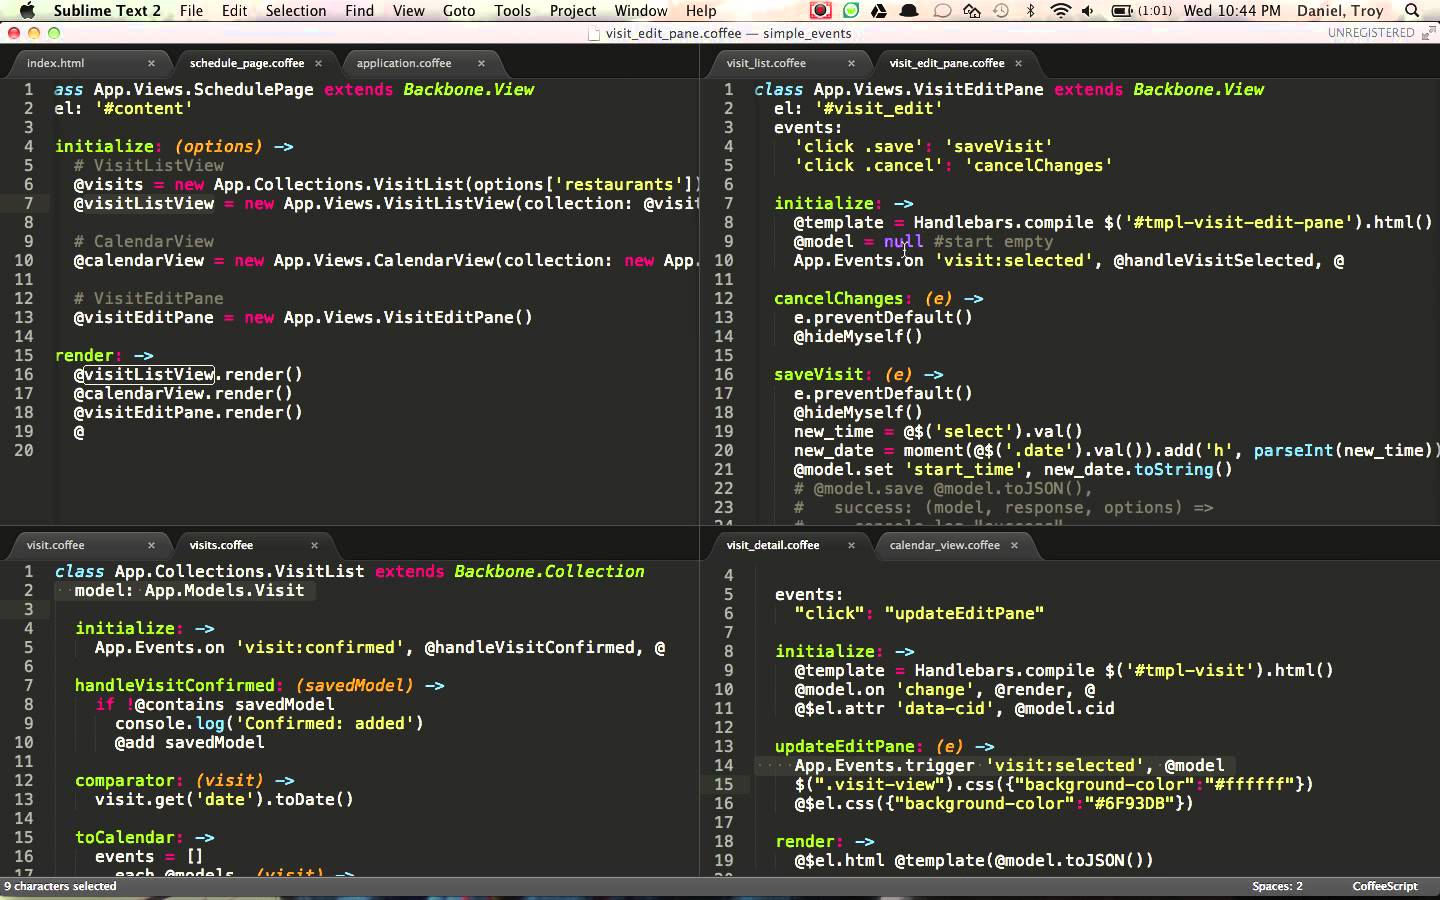 Sublime Text 2 File Edit Selection Find View Goto Tools Project Window Help (1:01) Wed 10:44 PM Daniel, Troy
visit_edit_pane.coffee — simple_events UNREGISTERED
index.html schedule_page.coffee application.coffee
1 ass App.Views.SchedulePage extends Backbone.View
2 el: '#content'
3
4 initialize: (options) ->
5 # VisitListView
6 @visits = new App.Collections.VisitList(options['restaurants'])
7 @visitListView = new App.Views.VisitListView(collection: @visit
8
9 # CalendarView
10 @calendarView = new App.Views.CalendarView(collection: new App.
11
12 # VisitEditPane
13 @visitEditPane = new App.Views.VisitEditPane()
14
15 render: ->
16 @visitListView.render()
17 @calendarView.render()
18 @visitEditPane.render()
19 @
20
visit_list.coffee visit_edit_pane.coffee
1 class App.Views.VisitEditPane extends Backbone.View
2 el: '#visit_edit'
3 events:
4 'click .save': 'saveVisit'
5 'click .cancel': 'cancelChanges'
6
7 initialize: ->
8 @template = Handlebars.compile $('#tmpl-visit-edit-pane').html()
9 @model = null #start empty
10 App.Events.on 'visit:selected', @handleVisitSelected, @
11
12 cancelChanges: (e) ->
13 e.preventDefault()
14 @hideMyself()
15
16 saveVisit: (e) ->
17 e.preventDefault()
18 @hideMyself()
19 new_time = @$('select').val()
20 new_date = moment(@$('.date').val()).add('h', parseInt(new_time))
21 @model.set 'start_time', new_date.toString()
22 # @model.save @model.toJSON(),
23 # success: (model, response, options) =>
24 # console.log "success"
visit.coffee visits.coffee
1 class App.Collections.VisitList extends Backbone.Collection
2 model: App.Models.Visit
3
4 initialize: ->
5 App.Events.on 'visit:confirmed', @handleVisitConfirmed, @
6
7 handleVisitConfirmed: (savedModel) ->
8 if !@contains savedModel
9 console.log('Confirmed: added')
10 @add savedModel
11
12 comparator: (visit) ->
13 visit.get('date').toDate()
14
15 toCalendar: ->
16 events = []
17 each @models, (visit) ->
visit_detail.coffee calendar_view.coffee
4
5 events:
6 "click": "updateEditPane"
7
8 initialize: ->
9 @template = Handlebars.compile $('#tmpl-visit').html()
10 @model.on 'change', @render, @
11 @$el.attr 'data-cid', @model.cid
12
13 updateEditPane: (e) ->
14 App.Events.trigger 'visit:selected', @model
15 $(".visit-view").css({"background-color":"#ffffff"})
16 @$el.css({"background-color":"#6F93DB"})
17
18 render: ->
19 @$el.html @template(@model.toJSON())
9 characters selected Spaces: 2 CoffeeScript